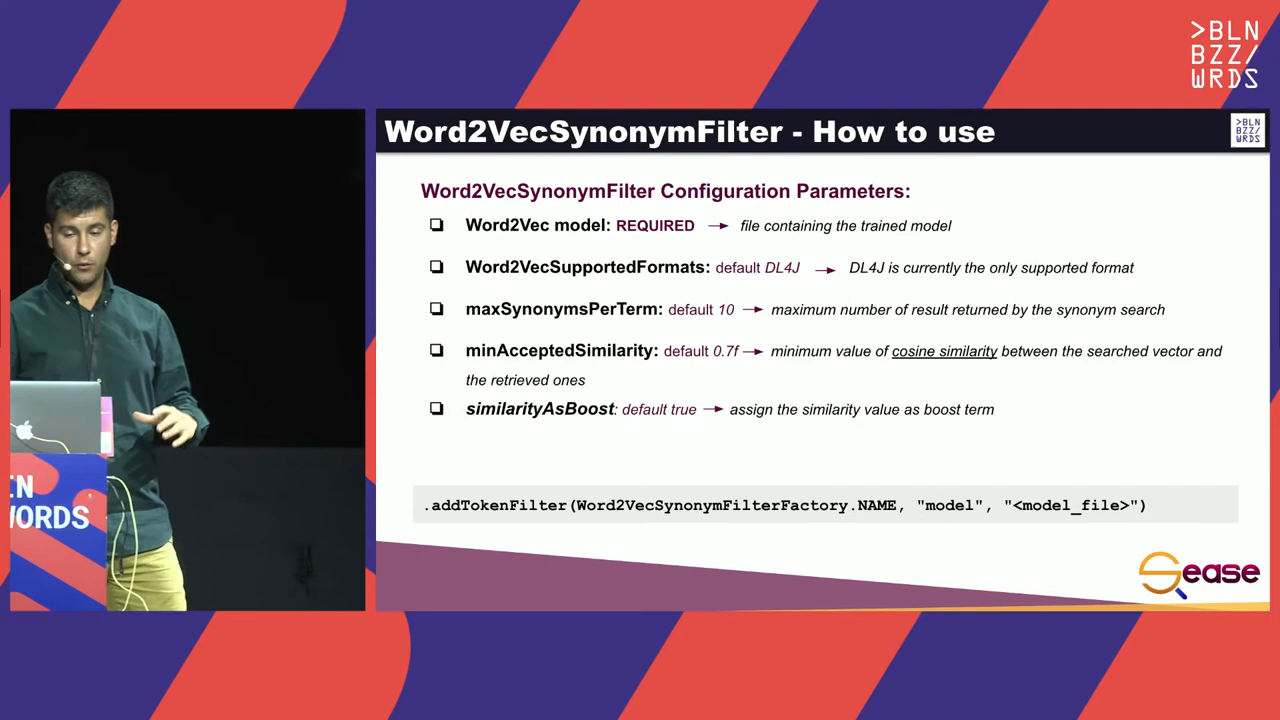 >BLN
BZZ/
WRDS
Word2VecSynonymFilter - How to use
>BLN
BZZ/
WRDS
Word2VecSynonymFilter Configuration Parameters:
Word2Vec model: REQUIRED → file containing the trained model
Word2VecSupportedFormats: default DL4J → DL4J is currently the only supported format
maxSynonymsPerTerm: default 10 → maximum number of result returned by the synonym search
minAcceptedSimilarity: default 0.7f → minimum value of cosine similarity between the searched vector and
the retrieved ones
similarityAsBoost: default true → assign the similarity value as boost term
.addTokenFilter(Word2VecSynonymFilterFactory.NAME, "model", "<model_file>")
Sease
LN
WORDS